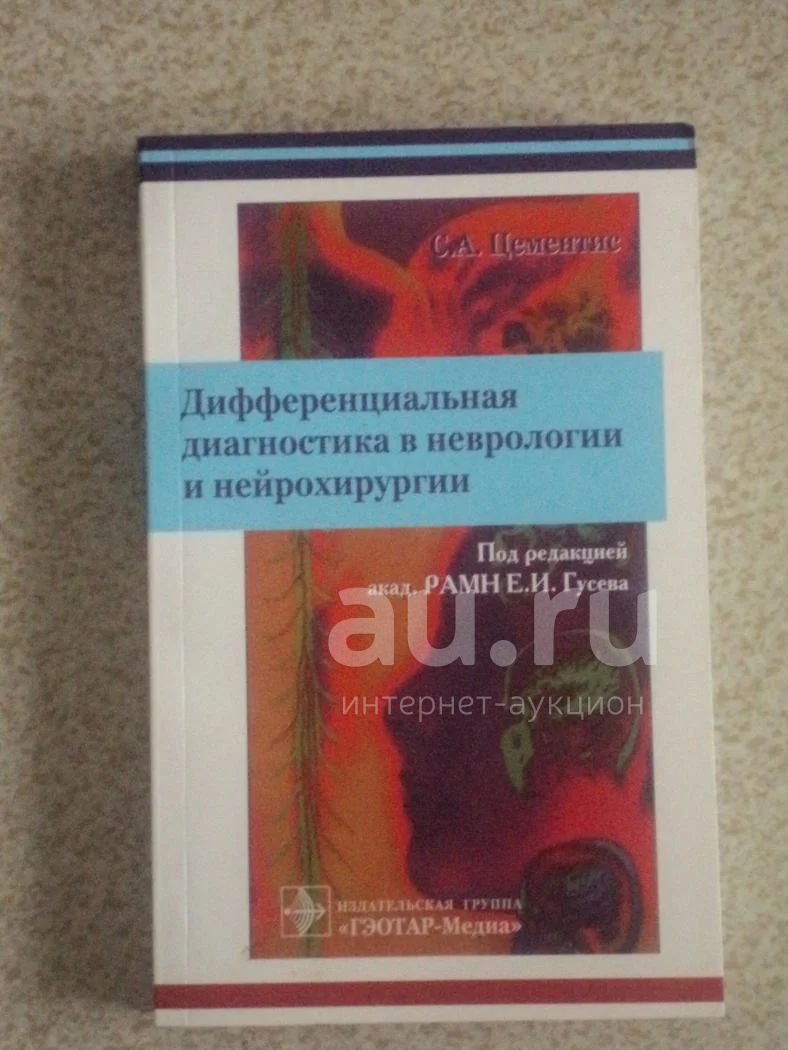 С.А. Цементис
Дифференциальная
диагностика в неврологии
и нейрохирургии
Под редакцией
акад. РАМН Е.И. Гусева
au.ru
интернет-аукцион
ИЗДАТЕЛЬСКАЯ ГРУППА
«ГЭОТАР-Медиа»